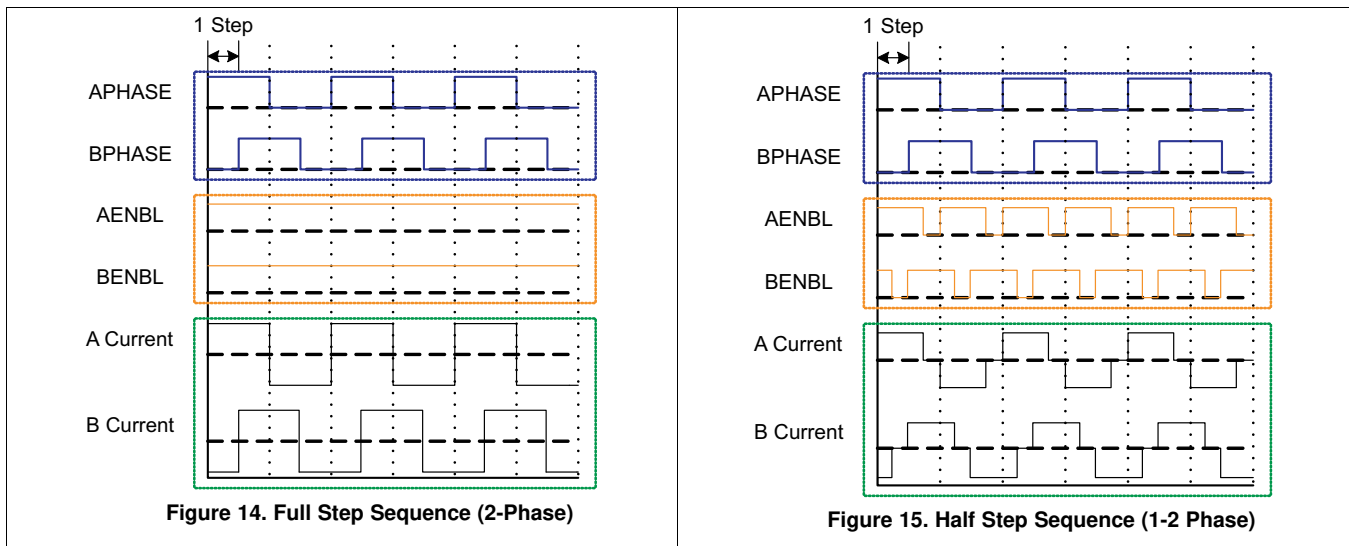 1 Step
APHASE
BPHASE
AENBL
BENBL
A Current
B Current
Figure 14. Full Step Sequence (2-Phase)
1 Step
APHASE
BPHASE
AENBL
BENBL
A Current
B Current
Figure 15. Half Step Sequence (1-2 Phase)